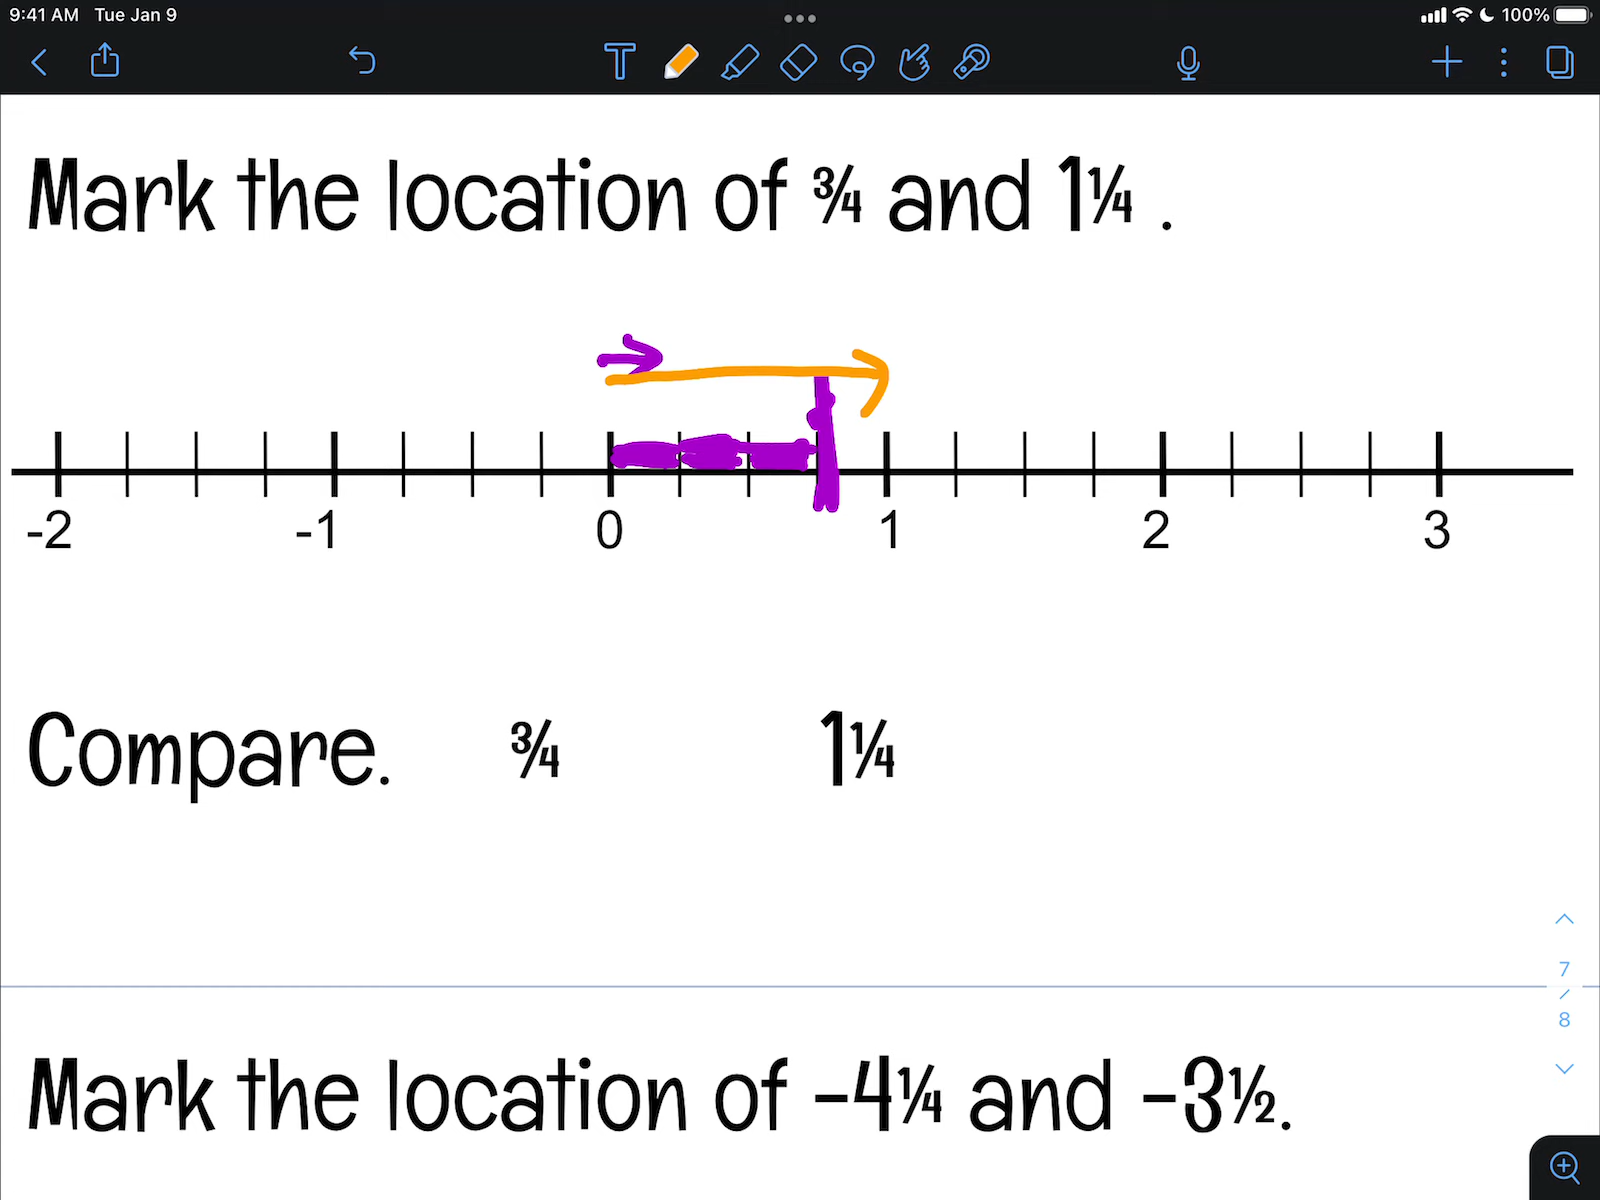 9:41 AM Tue Jan 9 100%
Mark the location of ¾ and 1¼ .
-2 -1 0 1 2 3
Compare. ¾ 1¼
7
/
8
Mark the location of -4¼ and -3½.